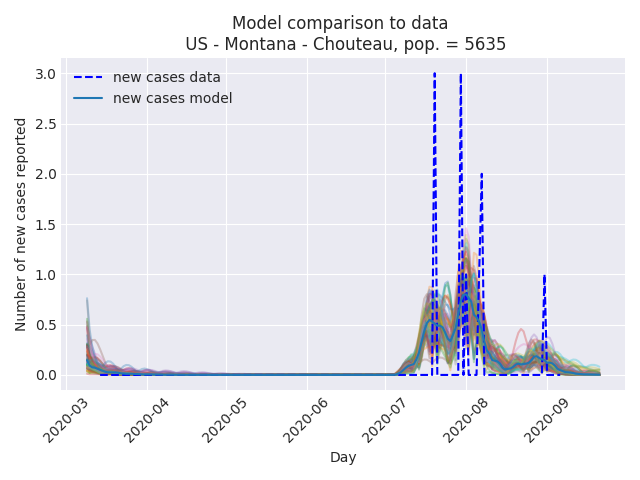 Model comparison to data
US - Montana - Chouteau, pop. = 5635
new cases data
new cases model
Number of new cases reported
3.0
2.5
2.0
1.5
1.0
0.5
0.0
2020-03
2020-04
2020-05
2020-06
2020-07
2020-08
2020-09
Day